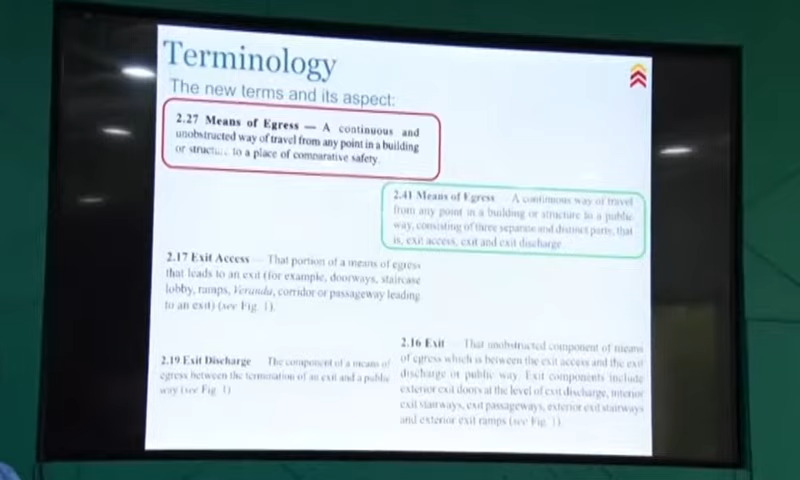 Terminology
The new terms and its aspect:
2.27 Means of Egress — A continuous and
unobstructed way of travel from any point in a building
or structure to a place of comparative safety.
2.41 Means of Egress — A continuous way of travel
from any point in a building or structure to a public
way, consisting of three separate and distinct parts, that
is, exit access, exit and exit discharge
2.17 Exit Access — That portion of a means of egress
that leads to an exit (for example, doorways, staircase
lobby, ramps, Veranda, corridor or passageway leading
to an exit) (see Fig. 1).
2.19 Exit Discharge The component of a means of
egress between the termination of an exit and a public
way (see Fig. 1)
2.16 Exit That unobstructed component of means
of egress which is between the exit access and the exit
discharge or public way. Exit components include
exterior exit doors at the level of exit discharge, interior
exit stairways, exit passageways, exterior exit stairways
and exterior exit ramps (see Fig. 1).